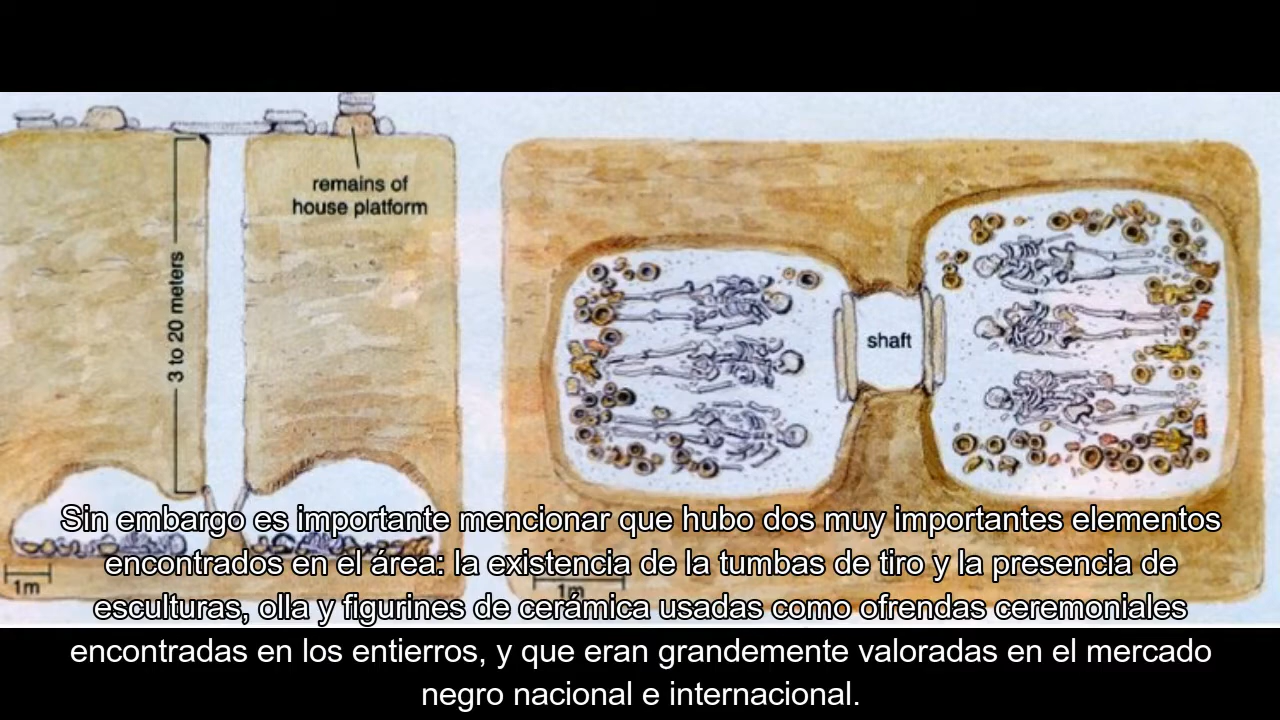 remains of
house platform
3 to 20 meters
shaft
1m
1m
Sin embargo es importante mencionar que hubo dos muy importantes elementos
encontrados en el área: la existencia de la tumbas de tiro y la presencia de
esculturas, olla y figurines de cerámica usadas como ofrendas ceremoniales
encontradas en los entierros, y que eran grandemente valoradas en el mercado
negro nacional e internacional.